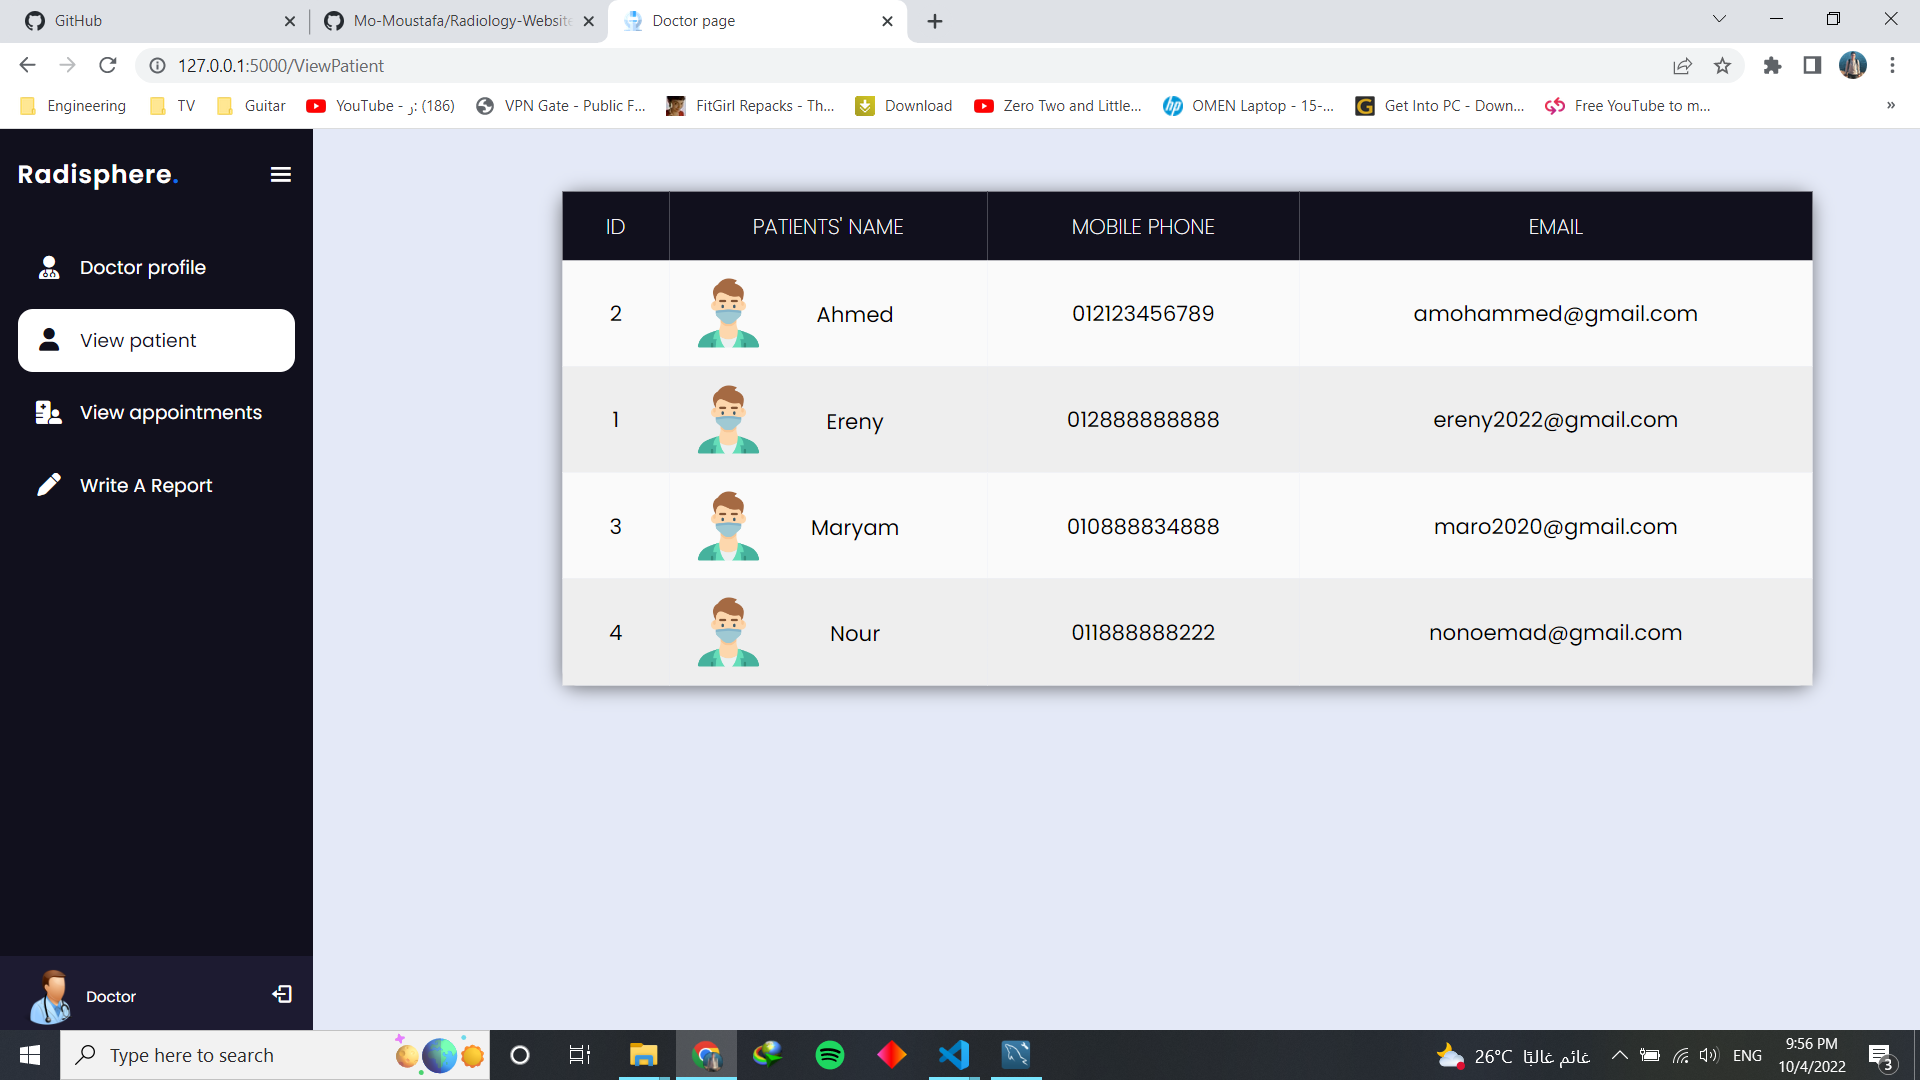 GitHub
Mo-Moustafa/Radiology-Website
Doctor page
127.0.0.1:5000/ViewPatient
Engineering
TV
Guitar
YouTube - ز: (186)
VPN Gate - Public F...
FitGirl Repacks - Th...
Download
Zero Two and Little...
OMEN Laptop - 15-...
Get Into PC - Down...
Free YouTube to m...
»
Radisphere.
Doctor profile
View patient
View appointments
Write A Report
Doctor
ID PATIENTS' NAME MOBILE PHONE EMAIL
2 Ahmed 012123456789 amohammed@gmail.com
1 Ereny 012888888888 ereny2022@gmail.com
3 Maryam 010888834888 maro2020@gmail.com
4 Nour 011888888222 nonoemad@gmail.com
Type here to search
26°C غائم غالبًا
ENG
9:56 PM
10/4/2022
3